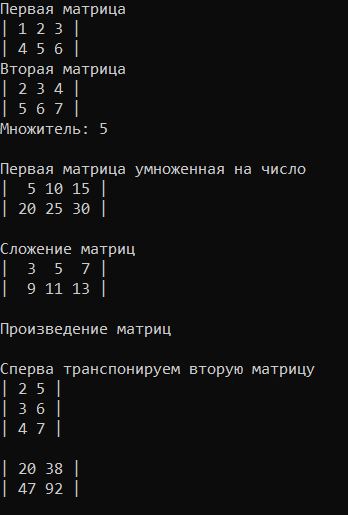 Первая матрица
| 1 2 3 |
| 4 5 6 |
Вторая матрица
| 2 3 4 |
| 5 6 7 |
Множитель: 5
Первая матрица умноженная на число
|  5 10 15 |
| 20 25 30 |
Сложение матриц
|  3  5  7 |
|  9 11 13 |
Произведение матриц
Сперва транспонируем вторую матрицу
| 2 5 |
| 3 6 |
| 4 7 |
| 20 38 |
| 47 92 |